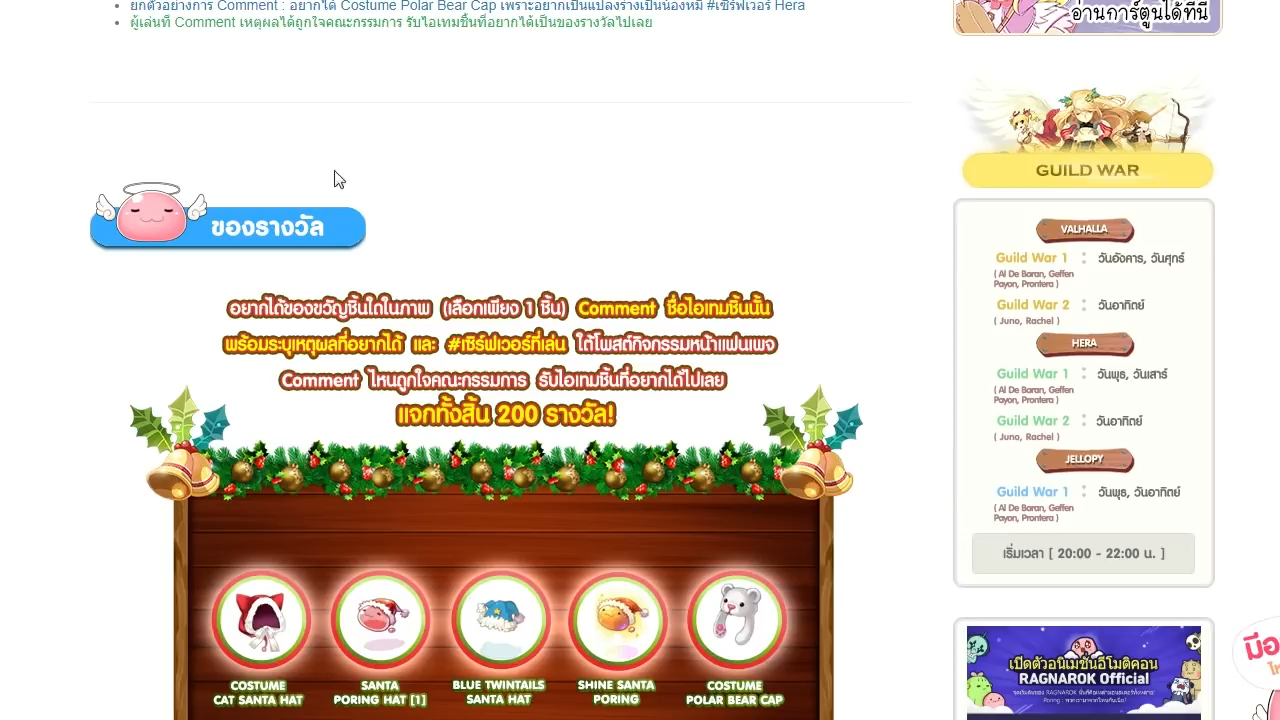 ยกตัวอย่างการ Comment : อยากได้ Costume Polar Bear Cap เพราะอยากเป็นแปลงร่างเป็นน้องหมี #เซิร์ฟเวอร์ Hera
ผู้เล่นที่ Comment เหตุผลได้ถูกใจคณะกรรมการ รับไอเทมชิ้นที่อยากได้เป็นของรางวัลไปเลย
ของรางวัล
อยากได้ของขวัญชิ้นใดในภาพ (เลือกเพียง 1 ชิ้น) Comment ชื่อไอเทมชิ้นนั้น
พร้อมระบุเหตุผลที่อยากได้ และ #เซิร์ฟเวอร์ที่เล่น ใต้โพสต์กิจกรรมหน้าแฟนเพจ
Comment ไหนถูกใจคณะกรรมการ รับไอเทมชิ้นที่อยากได้ไปเลย
แจกทั้งสิ้น 200 รางวัล!
COSTUME
CAT SANTA HAT
SANTA
PORING HAT [1]
BLUE TWINTAILS
SANTA HAT
SHINE SANTA
PORING
COSTUME
POLAR BEAR CAP
อ่านการ์ตูนได้ที่นี่
GUILD WAR
VALHALLA
Guild War 1 : วันอังคาร, วันศุกร์
( Al De Baran, Geffen
Payon, Prontera )
Guild War 2 : วันอาทิตย์
( Juno, Rachel )
HERA
Guild War 1 : วันพุธ, วันเสาร์
( Al De Baran, Geffen
Payon, Prontera )
Guild War 2 : วันอาทิตย์
( Juno, Rachel )
JELLOPY
Guild War 1 : วันพุธ, วันอาทิตย์
( Al De Baran, Geffen
Payon, Prontera )
เริ่มเวลา [ 20:00 - 22:00 น. ]
เปิดตัวอนิเมชั่นอีโมติคอน
RAGNAROK Official
มีอ